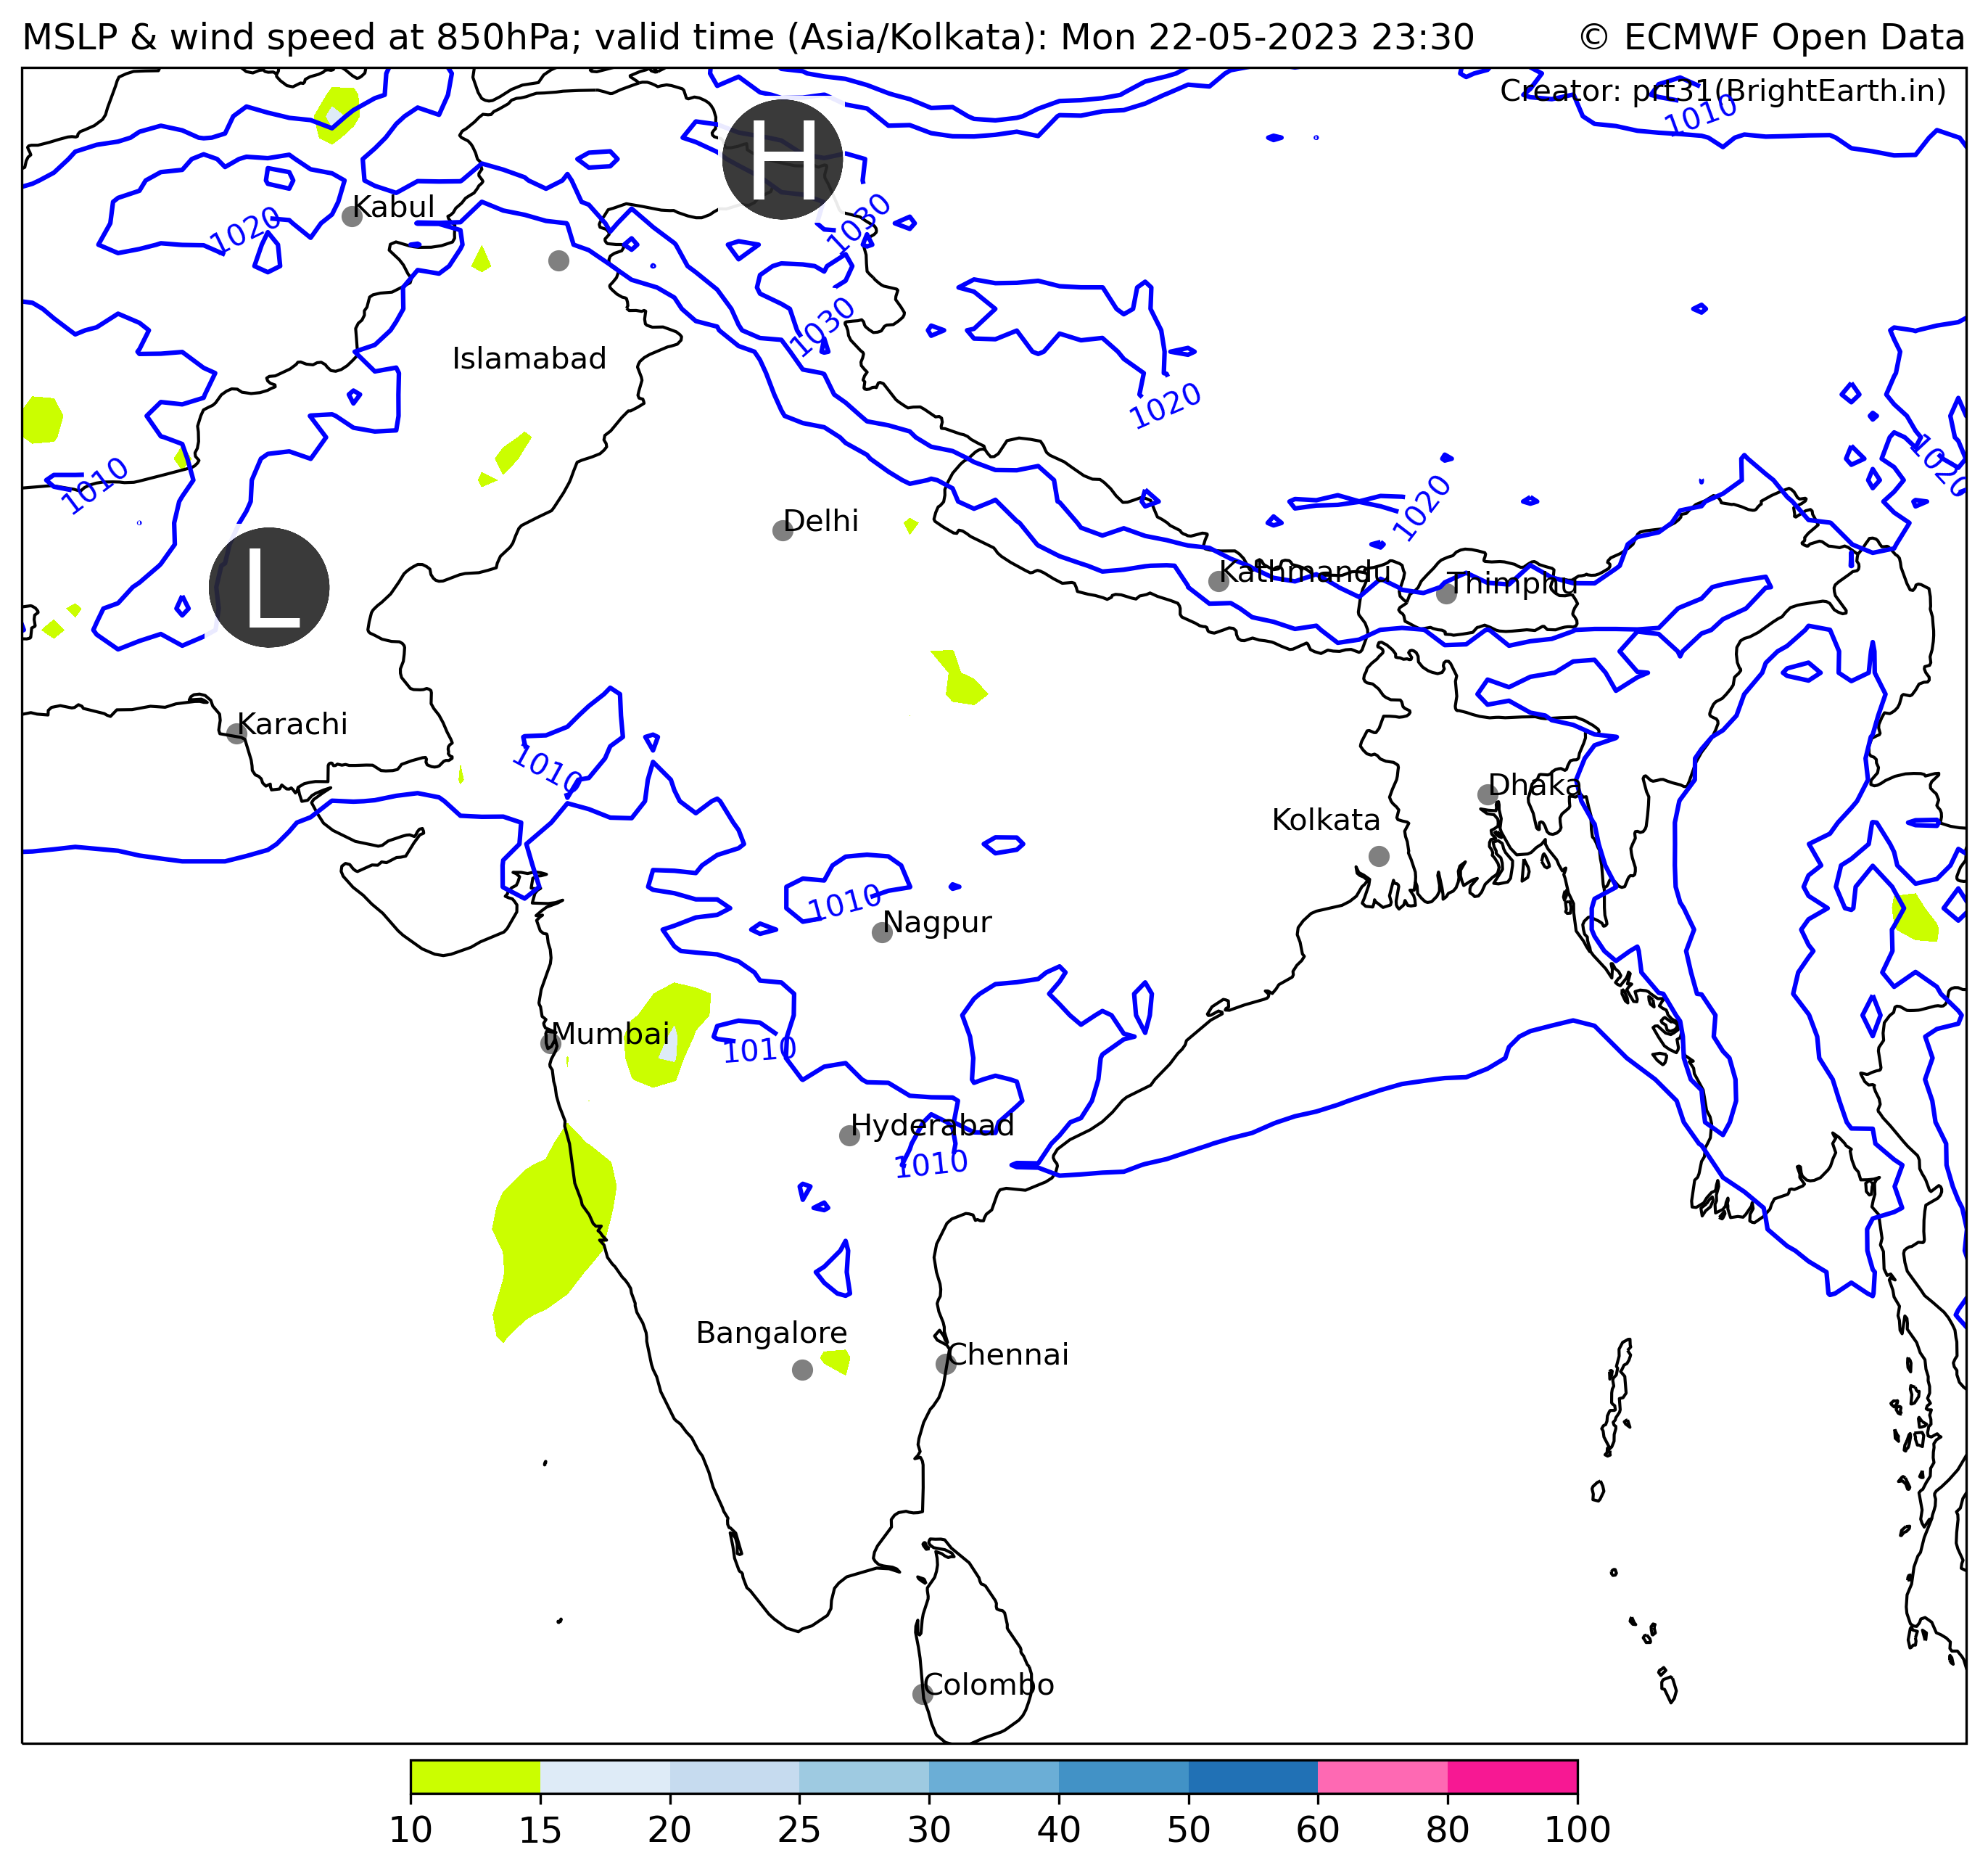 MSLP & wind speed at 850hPa; valid time (Asia/Kolkata): Mon 22-05-2023 23:30 © ECMWF Open Data
Creator: prt31(BrightEarth.in)
1010
H
Kabul
1020
1030
1030
Islamabad
1020
1010
1020
1020
Delhi
L
Kathmandu
Thimphu
Karachi
1010
Dhaka
Kolkata
1010
Nagpur
Mumbai
1010
Hyderabad
1010
Bangalore
Chennai
Colombo
10 15 20 25 30 40 50 60 80 100